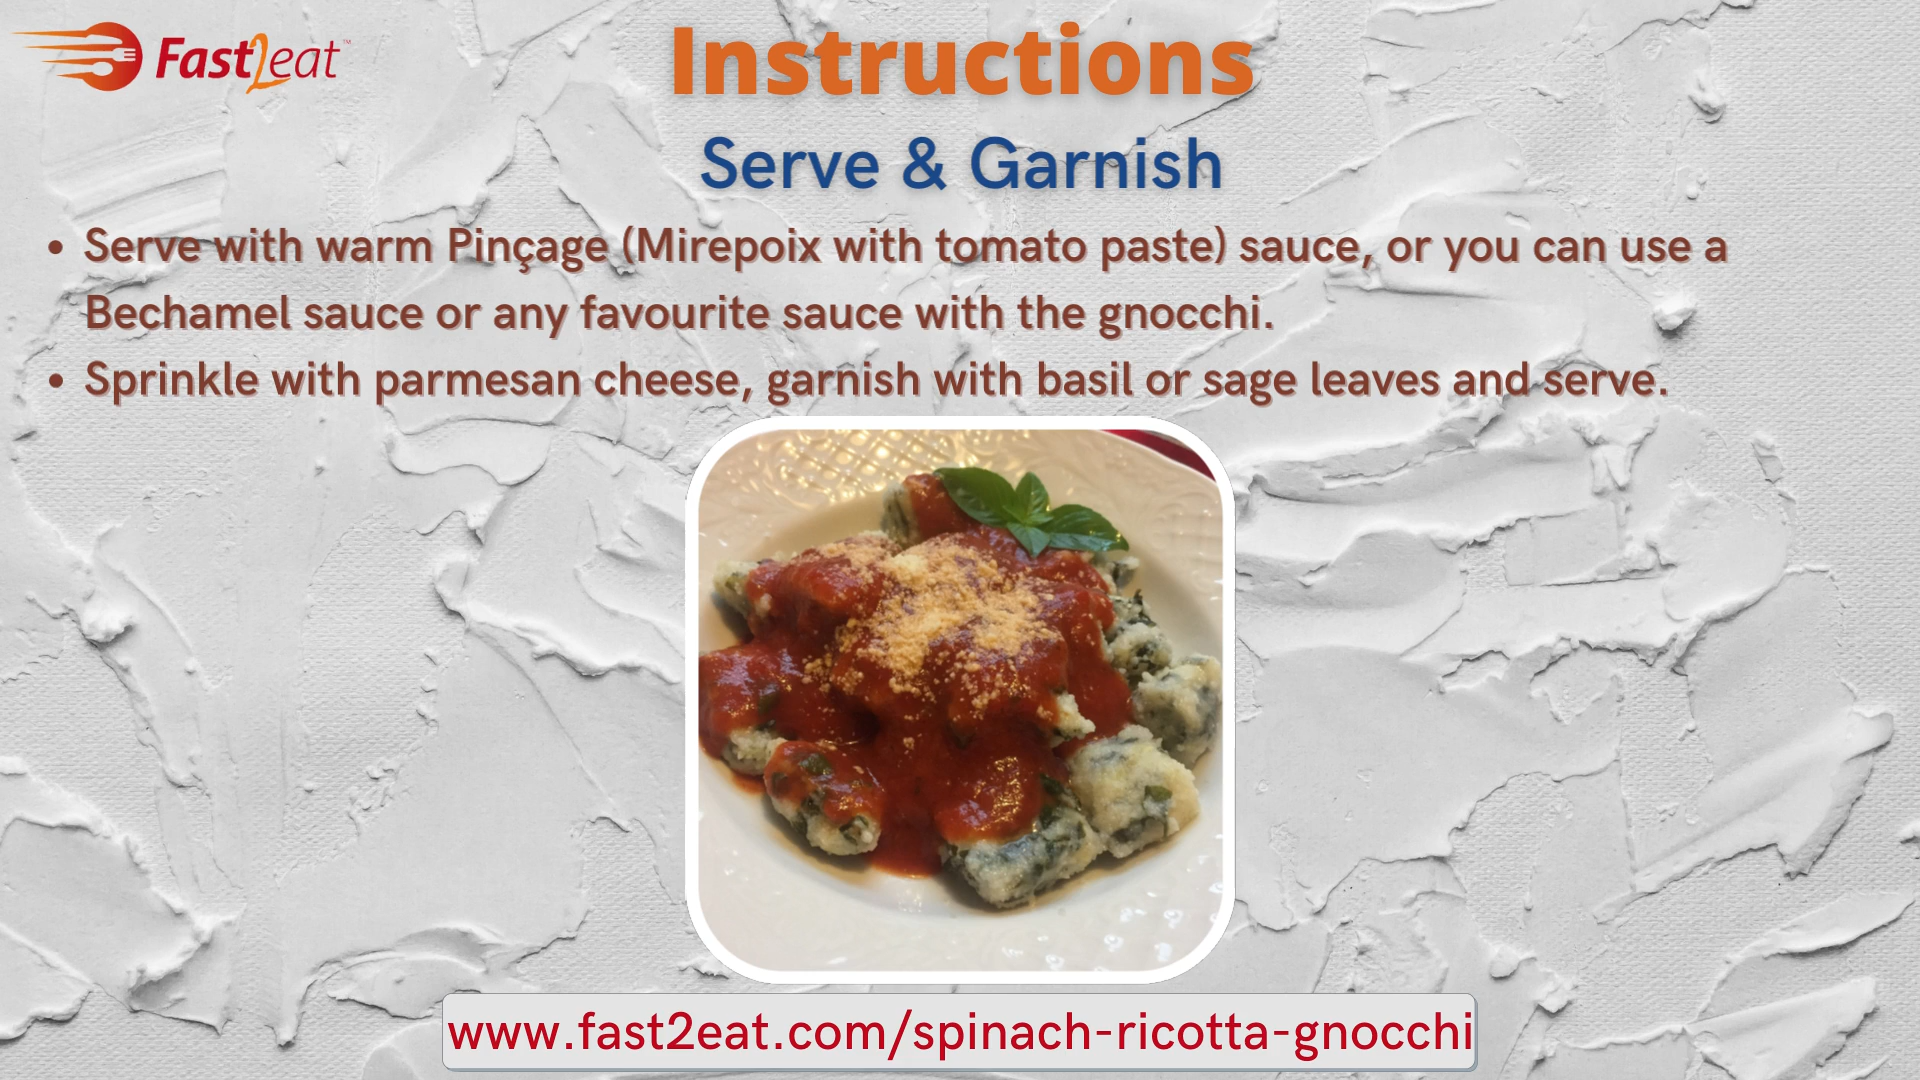 Fast2eat™
Instructions
Serve & Garnish
• Serve with warm Pinçage (Mirepoix with tomato paste) sauce, or you can use a
Bechamel sauce or any favourite sauce with the gnocchi.
• Sprinkle with parmesan cheese, garnish with basil or sage leaves and serve.
www.fast2eat.com/spinach-ricotta-gnocchi